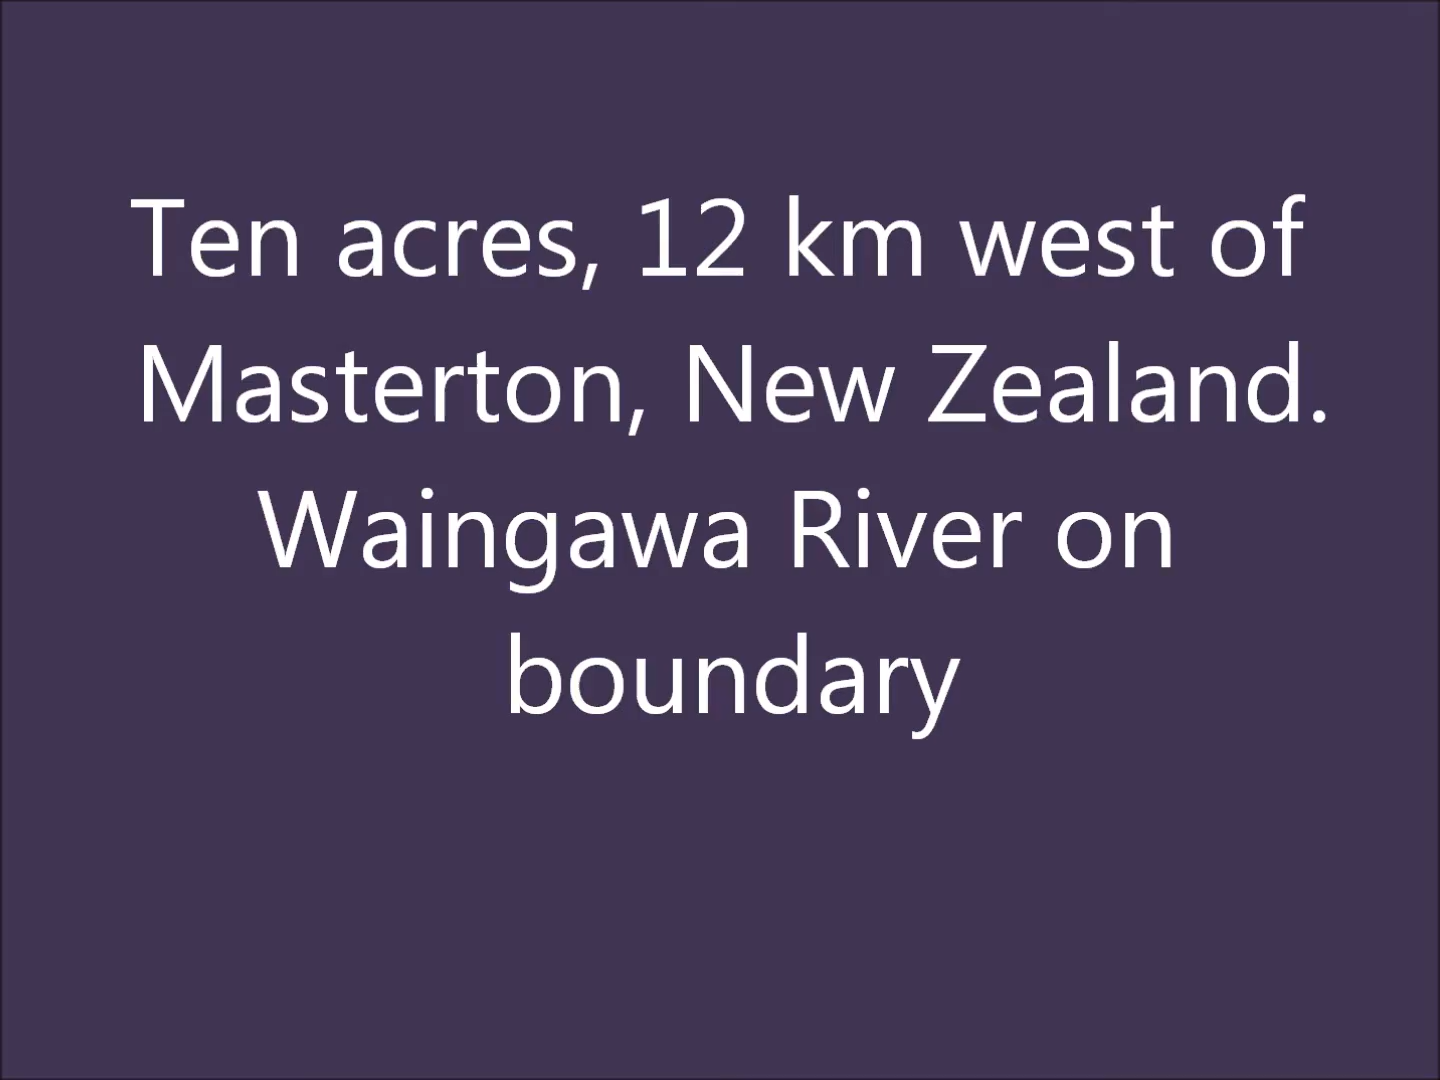 Ten acres, 12 km west of
Masterton, New Zealand.
Waingawa River on
boundary